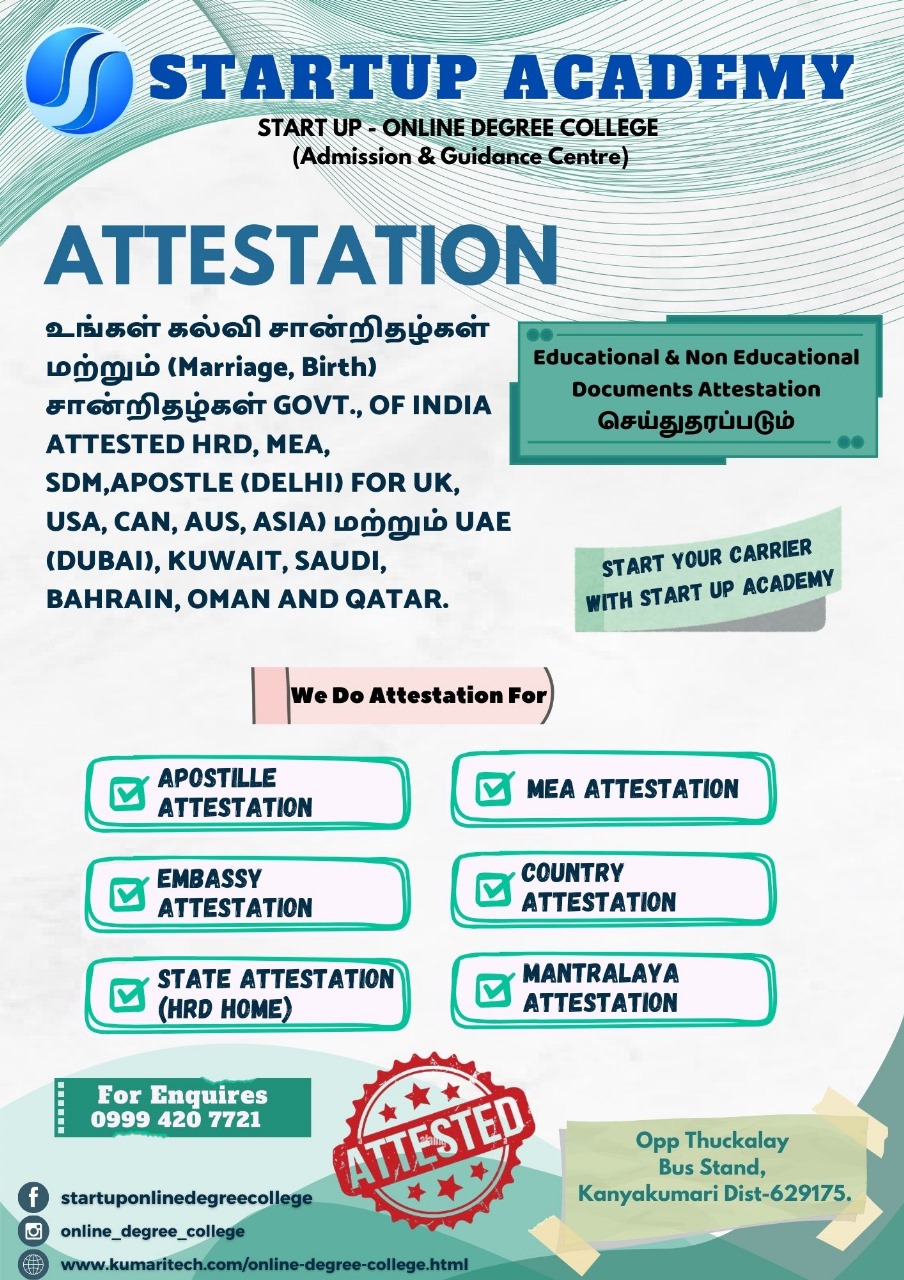 STARTUP ACADEMY
START UP - ONLINE DEGREE COLLEGE
(Admission & Guidance Centre)
ATTESTATION
உங்கள் கல்வி சான்றிதழ்கள்
மற்றும் (Marriage, Birth)
சான்றிதழ்கள் GOVT., OF INDIA
ATTESTED HRD, MEA,
SDM,APOSTLE (DELHI) FOR UK,
USA, CAN, AUS, ASIA) மற்றும் UAE
(DUBAI), KUWAIT, SAUDI,
BAHRAIN, OMAN AND QATAR.
Educational & Non Educational
Documents Attestation
செய்துதரப்படும்
START YOUR CARRIER
WITH START UP ACADEMY
We Do Attestation For
APOSTILLE
ATTESTATION
MEA ATTESTATION
EMBASSY
ATTESTATION
COUNTRY
ATTESTATION
STATE ATTESTATION
(HRD HOME)
MANTRALAYA
ATTESTATION
For Enquires
0999 420 7721
ATTESTED
Opp Thuckalay
Bus Stand,
Kanyakumari Dist-629175.
startuponlinedegreecollege
online_degree_college
www.kumaritech.com/online-degree-college.html